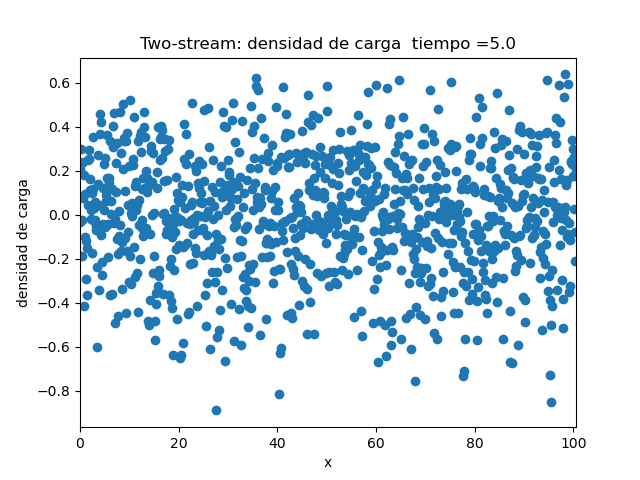 Two-stream: densidad de carga  tiempo =5.0
densidad de carga
0.6
0.4
0.2
0.0
−0.2
−0.4
−0.6
−0.8
0 20 40 60 80 100
x